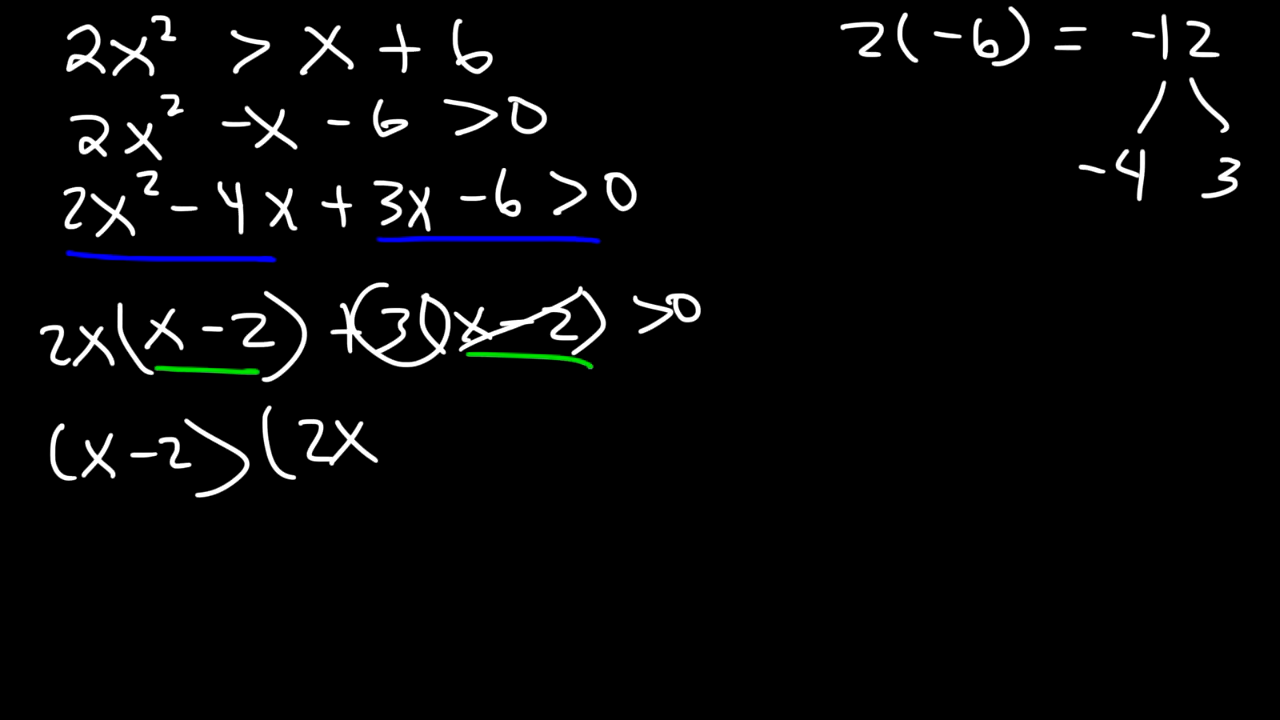 2x² > x + 6
2x² - x - 6 > 0
2x² - 4x + 3x - 6 > 0
2x(x - 2) + 3(x - 2) > 0
(x - 2)(2x
2(-6) = -12
-4 3